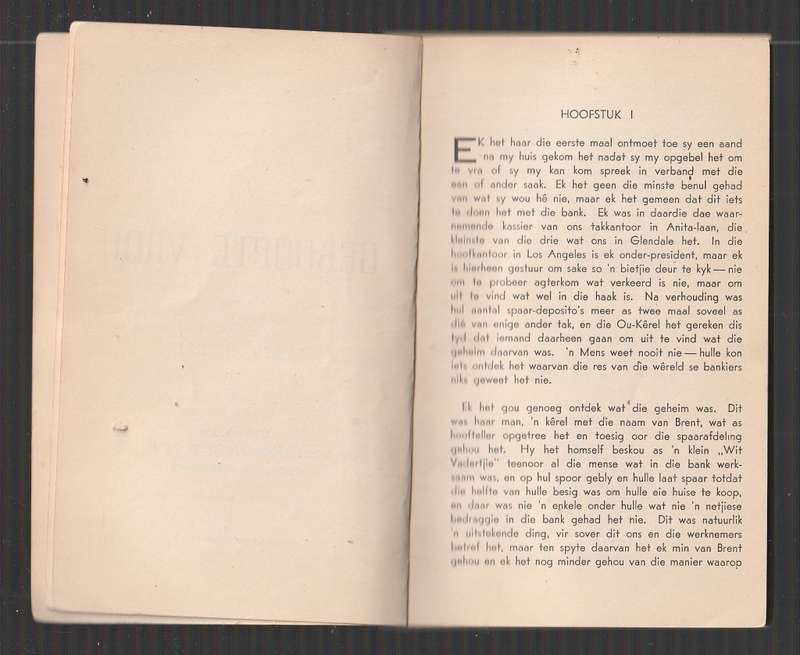 HOOFSTUK I
EK het haar die eerste maal ontmoet toe sy een aand
na my huis gekom het nadat sy my opgebel het om
te vra of sy my kan kom spreek in verband met die
een of ander saak. Ek het geen die minste benul gehad
van wat sy wou hê nie, maar ek het gemeen dat dit iets
te doen het met die bank. Ek was in daardie dae waar-
nemende kassier van ons takkantoor in Anita-laan, die
kleinste van die drie wat ons in Glendale het. In die
hoofkantoor in Los Angeles is ek onder-president, maar ek
is hierheen gestuur om sake so 'n bietjie deur te kyk—nie
om te probeer agterkom wat verkeerd is nie, maar om
uit te vind wat wel in die haak is. Na verhouding was
hul aantal spaar-deposito's meer as twee maal soveel as
dié van enige ander tak, en die Ou-Kêrel het gereken dis
tyd dat iemand daarheen gaan om uit te vind wat die
geheim daarvan was. 'n Mens weet nooit nie—hulle kon
iets ontdek het waarvan die res van die wêreld se bankiers
niks geweet het nie.
Ek het gou genoeg ontdek wat die geheim was. Dit
was haar man, 'n kêrel met die naam van Brent, wat as
hoofteller opgetree het en toesig oor die spaarafdeling
gehou het. Hy het homself beskou as 'n klein „Wit
Vadertjie" teenoor al die mense wat in die bank werk-
saam was, en op hul spoor gebly en hulle laat spaar totdat
die helfte van hulle besig was om hulle eie huise te koop,
en daar was nie 'n enkele onder hulle wat nie 'n netjiese
bedraggie in die bank gehad het nie. Dit was natuurlik
'n uitstekende ding, vir sover dit ons en die werknemers
betref het, maar ten spyte daarvan het ek min van Brent
gehou en ek het nog minder gehou van die manier waarop